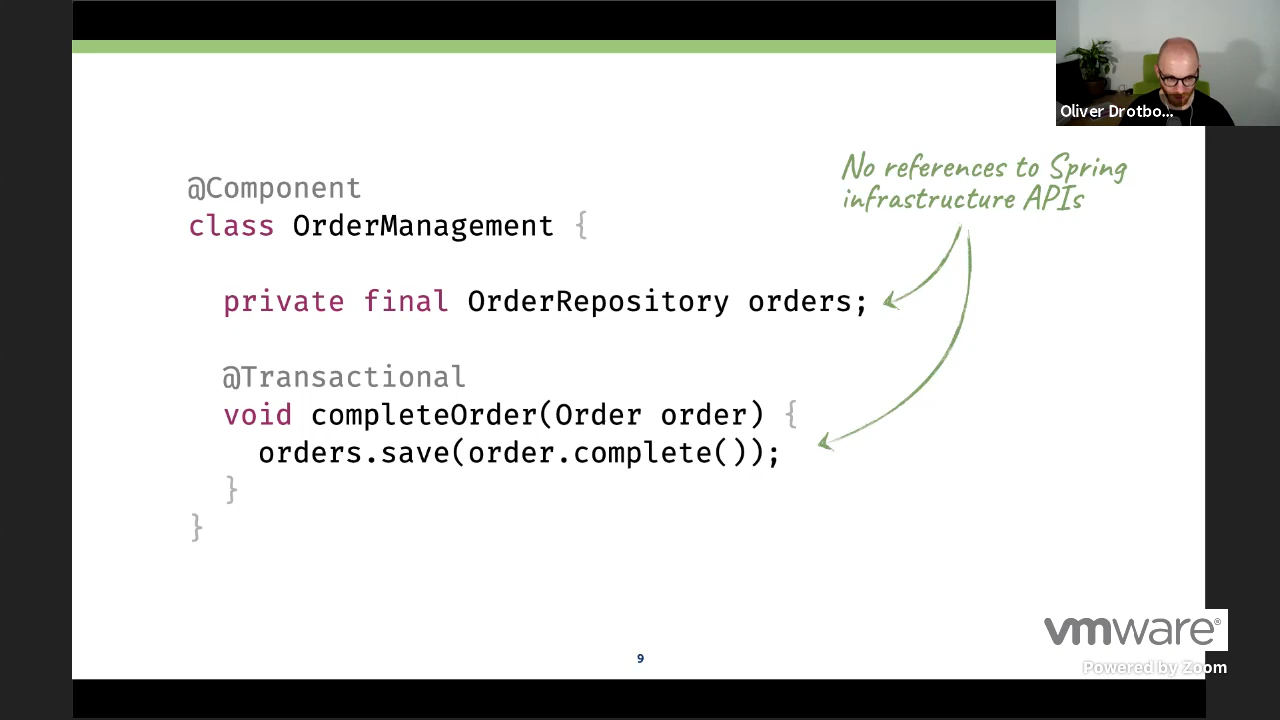 Oliver Drotbo...
No references to Spring
infrastructure APIs
@Component
class OrderManagement {
private final OrderRepository orders;
@Transactional
void completeOrder(Order order) {
orders.save(order.complete());
}
}
vmware®
Powered by Zoom
9